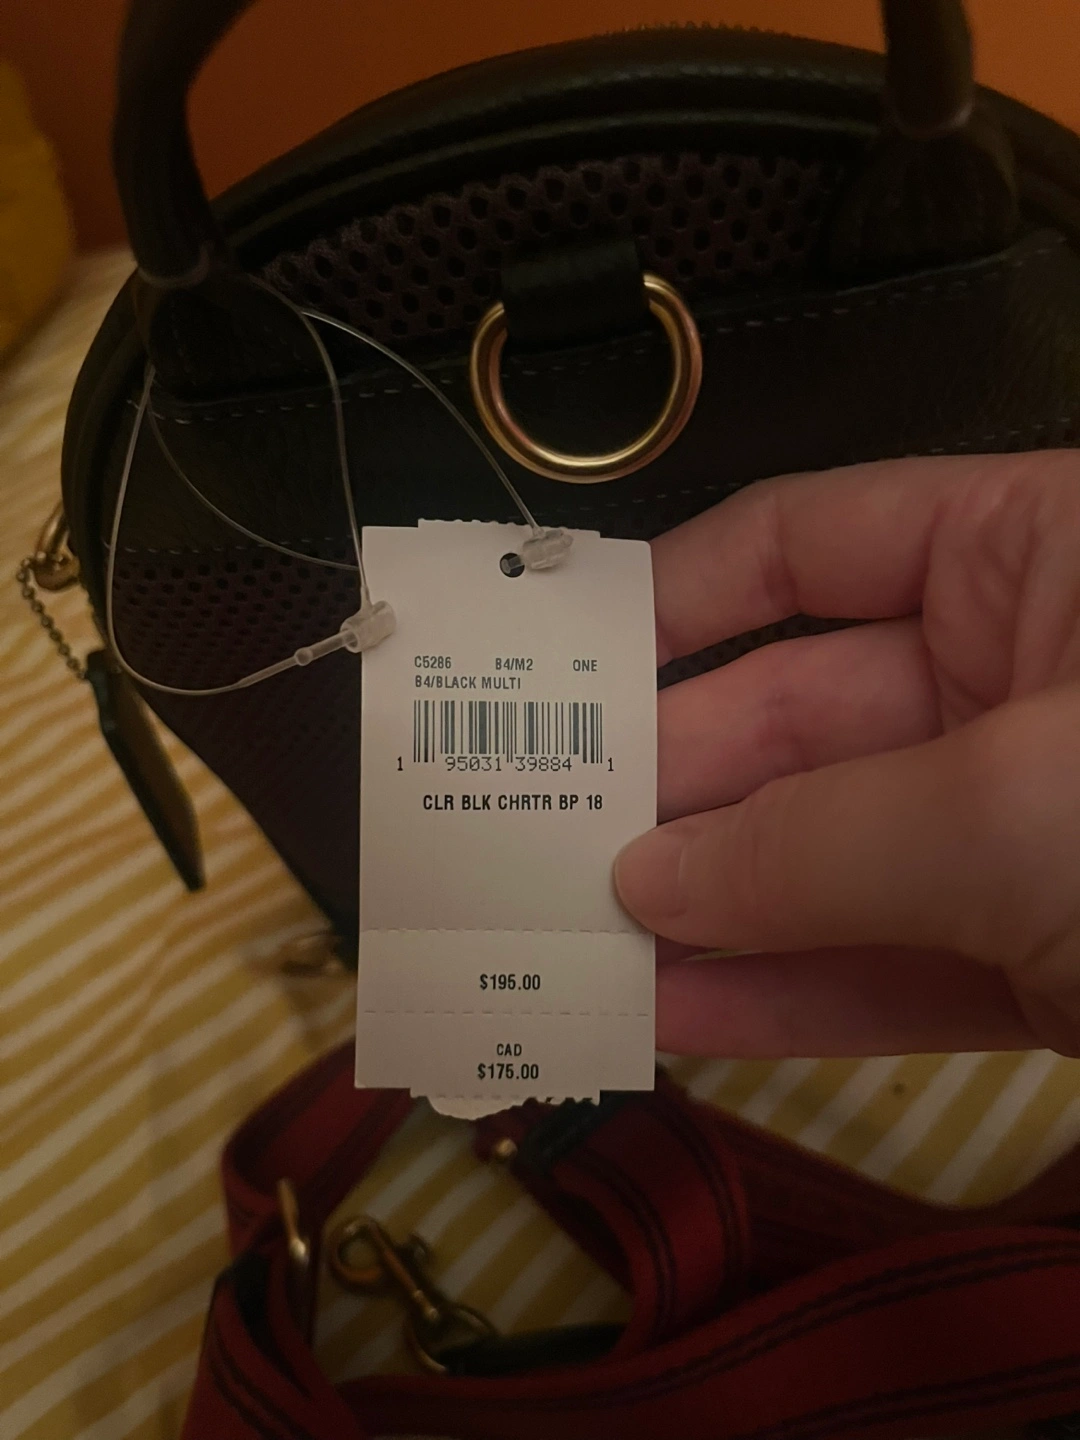 C5286 B4/M2 ONE
B4/BLACK MULTI
1 95031 39884 1
CLR BLK CHRTR BP 18
$195.00
CAD
$175.00